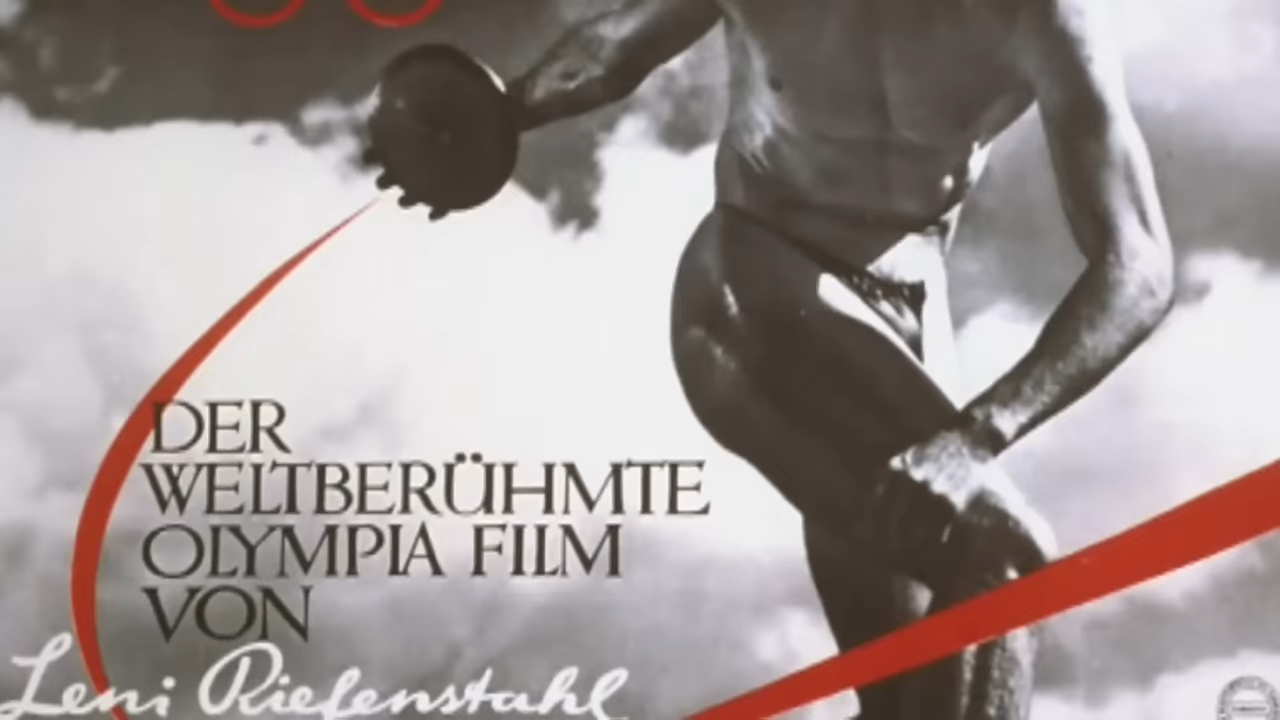 DER
WELTBERÜHMTE
OLYMPIA FILM
VON
Leni Riefenstahl